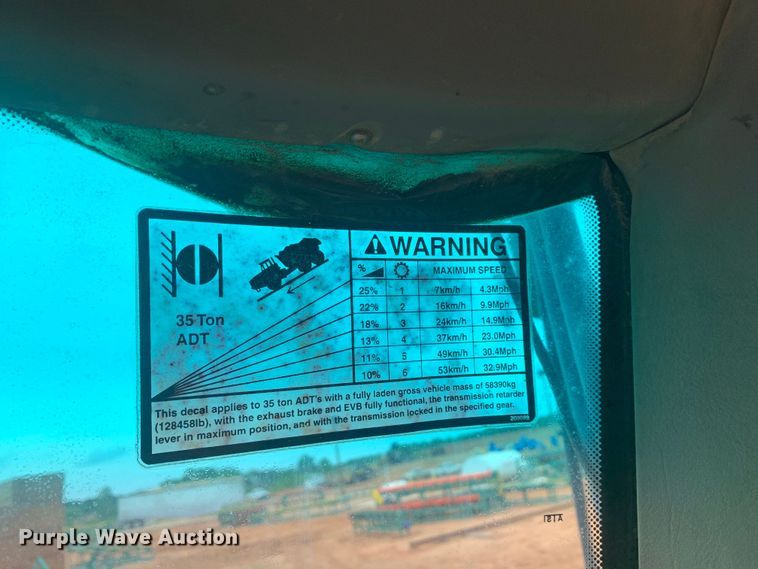 WARNING
% MAXIMUM SPEED
25% 1 7km/h 4.3Mph
22% 2 16km/h 9.9Mph
18% 3 24km/h 14.9Mph
13% 4 37km/h 23.0Mph
11% 5 49km/h 30.4Mph
10% 6 53km/h 32.9Mph
35 Ton
ADT
This decal applies to 35 ton ADT's with a fully laden gross vehicle mass of 58390kg
(128458lb), with the exhaust brake and EVB fully functional, the transmission retarder
lever in maximum position, and with the transmission locked in the specified gear.
Purple Wave Auction